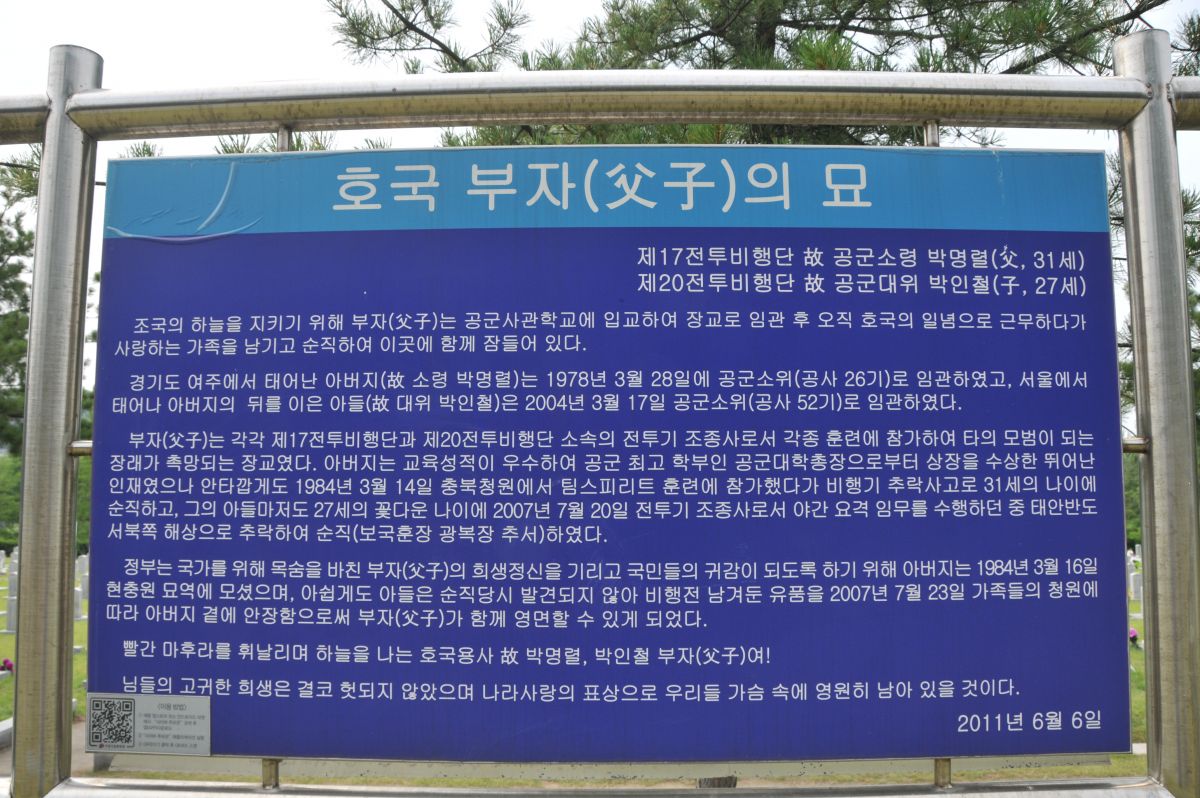 호국 부자(父子)의 묘
제17전투비행단 故 공군소령 박명렬(父, 31세)
제20전투비행단 故 공군대위 박인철(子, 27세)
조국의 하늘을 지키기 위해 부자(父子)는 공군사관학교에 입교하여 장교로 임관 후 오직 호국의 일념으로 근무하다가
사랑하는 가족을 남기고 순직하여 이곳에 함께 잠들어 있다.
경기도 여주에서 태어난 아버지(故 소령 박명렬)는 1978년 3월 28일에 공군소위(공사 26기)로 임관하였고, 서울에서
태어나 아버지의 뒤를 이은 아들(故 대위 박인철)은 2004년 3월 17일 공군소위(공사 52기)로 임관하였다.
부자(父子)는 각각 제17전투비행단과 제20전투비행단 소속의 전투기 조종사로서 각종 훈련에 참가하여 타의 모범이 되는
장래가 촉망되는 장교였다. 아버지는 교육성적이 우수하여 공군 최고 학부인 공군대학총장으로부터 상장을 수상한 뛰어난
인재였으나 안타깝게도 1984년 3월 14일 충북청원에서 팀스피리트 훈련에 참가했다가 비행기 추락사고로 31세의 나이에
순직하고, 그의 아들마저도 27세의 꽃다운 나이에 2007년 7월 20일 전투기 조종사로서 야간 요격 임무를 수행하던 중 태안반도
서북쪽 해상으로 추락하여 순직(보국훈장 광복장 추서)하였다.
정부는 국가를 위해 목숨을 바친 부자(父子)의 희생정신을 기리고 국민들의 귀감이 되도록 하기 위해 아버지는 1984년 3월 16일
현충원 묘역에 모셨으며, 아쉽게도 아들은 순직당시 발견되지 않아 비행전 남겨둔 유품을 2007년 7월 23일 가족들의 청원에
따라 아버지 곁에 안장함으로써 부자(父子)가 함께 영면할 수 있게 되었다.
빨간 마후라를 휘날리며 하늘을 나는 호국용사 故 박명렬, 박인철 부자(父子)여!
님들의 고귀한 희생은 결코 헛되지 않았으며 나라사랑의 표상으로 우리들 가슴 속에 영원히 남아 있을 것이다.
2011년 6월 6일
(이용 방법)